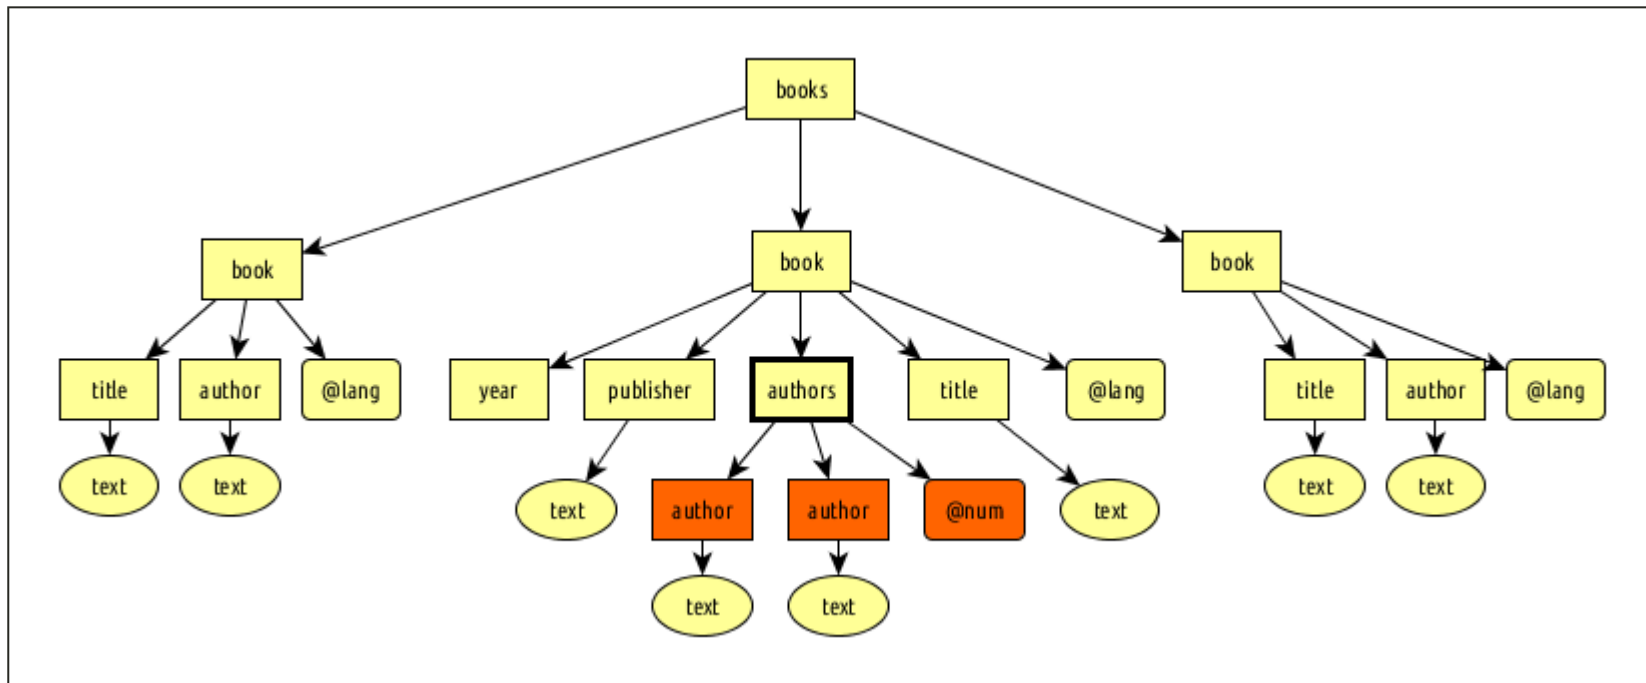 books
book
book
book
title
author
@lang
year
publisher
authors
title
@lang
title
author
@lang
text
text
text
author
author
@num
text
text
text
text
text